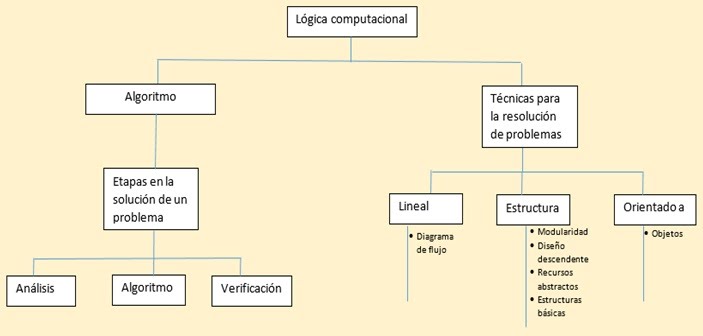 Lógica computacional
Algoritmo
Técnicas para
la resolución
de problemas
Etapas en la
solución de un
problema
Lineal
Estructura
Orientado a
• Diagrama
de flujo
• Modularidad
• Diseño
descendente
• Recursos
abstractos
• Estructuras
básicas
• Objetos
Análisis
Algoritmo
Verificación